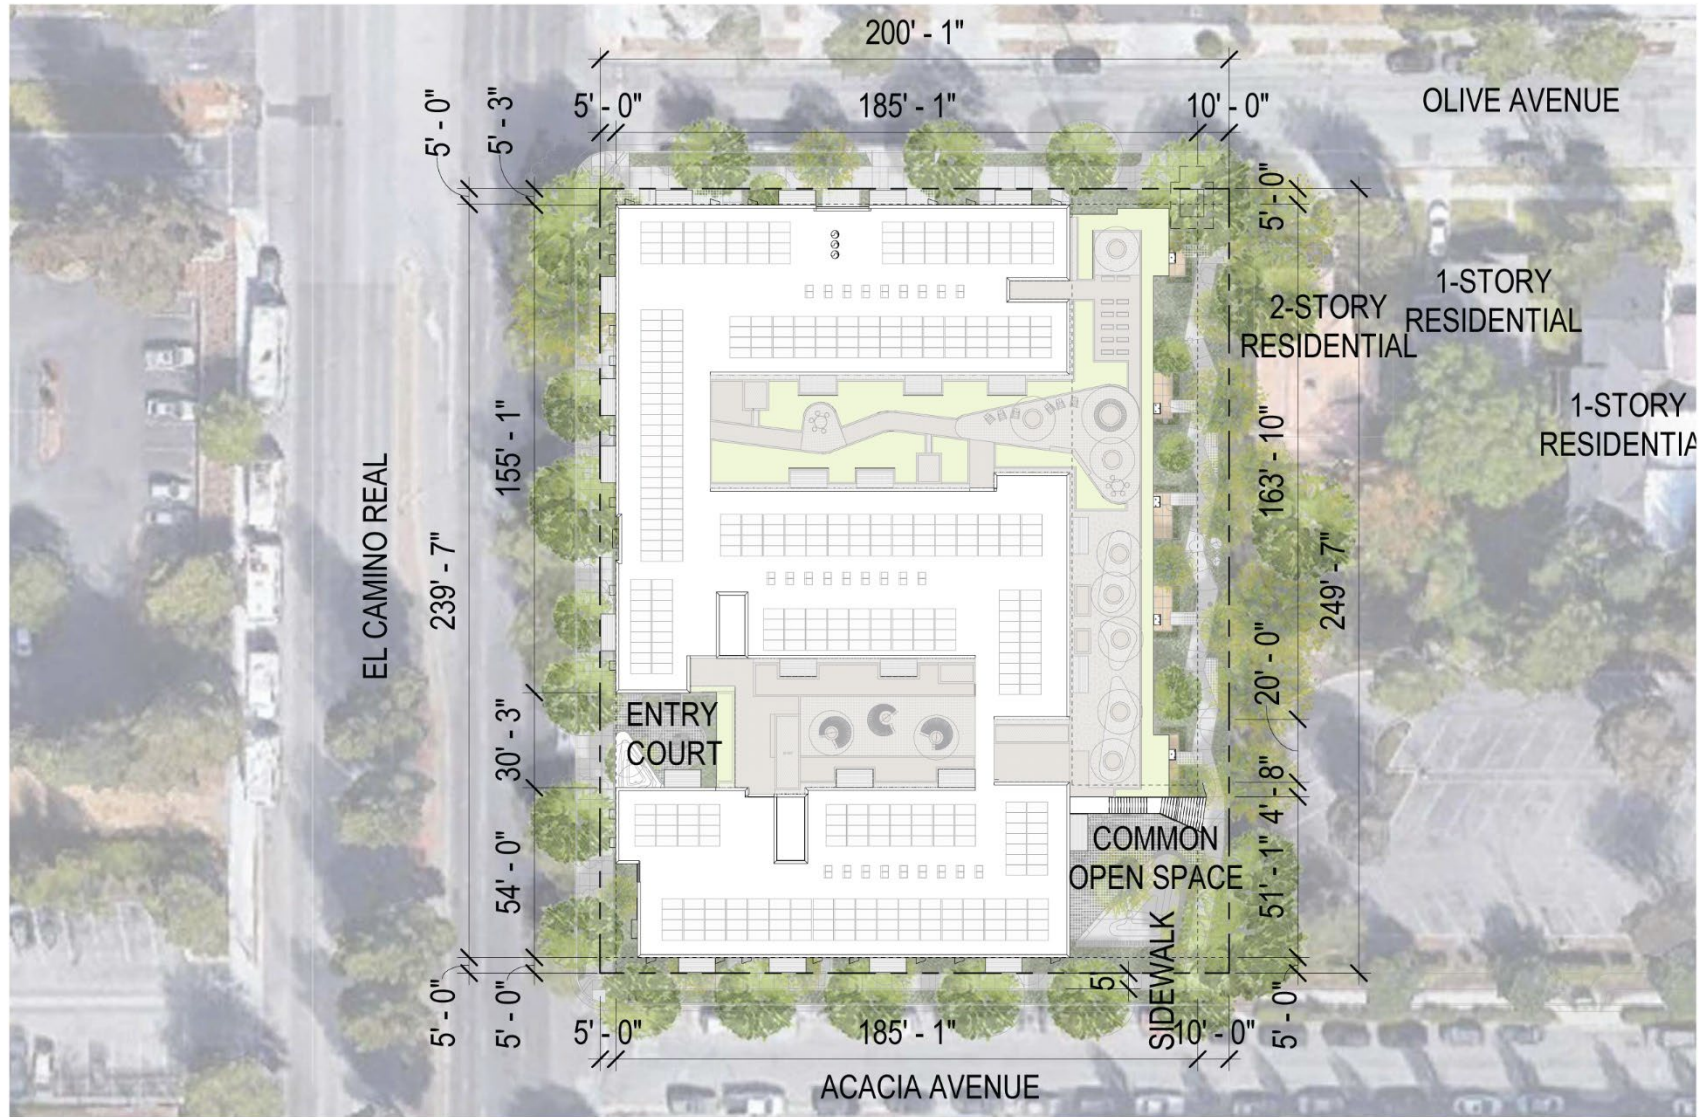 200' - 1"
5' - 0"
185' - 1"
10' - 0"
OLIVE AVENUE
5' - 0"
5' - 3"
5' - 0"
1-STORY
RESIDENTIAL
2-STORY
RESIDENTIAL
1-STORY
RESIDENTIA
EL CAMINO REAL
239' - 7"
155' - 1"
163' - 10"
249' - 7"
20' - 0"
ENTRY
COURT
30' - 3"
4' - 8"
COMMON
OPEN SPACE
54' - 0"
51' - 1"
SIDEWALK
5'
5' - 0"
5' - 0"
5' - 0"
185' - 1"
10' - 0"
5' - 0"
ACACIA AVENUE